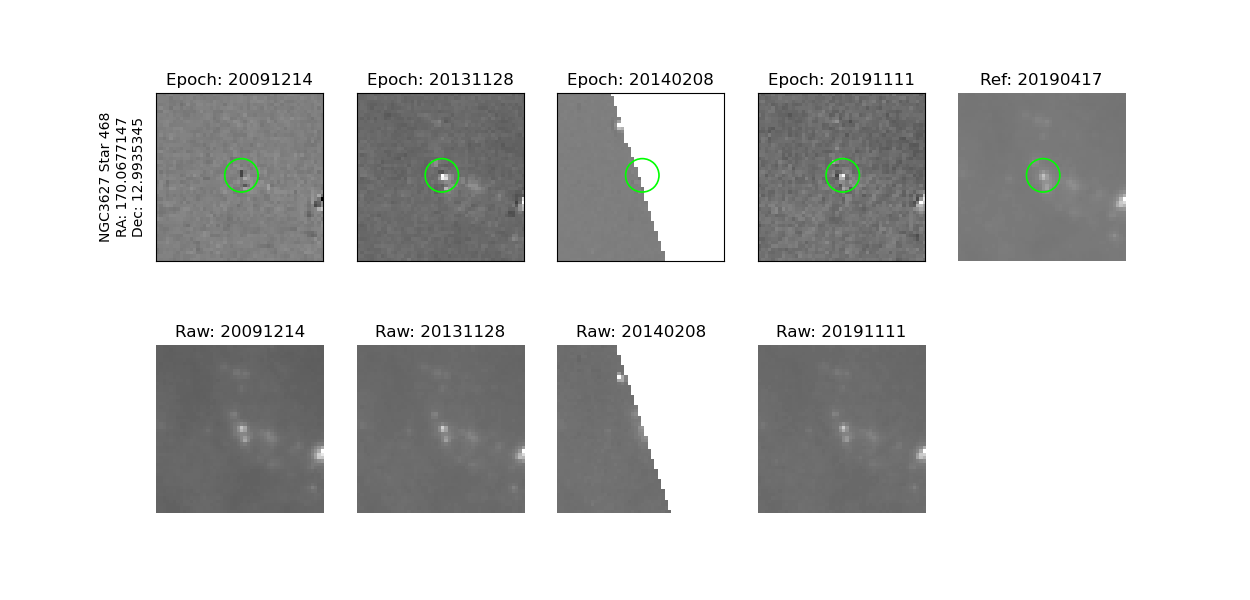 Epoch: 20091214
Epoch: 20131128
Epoch: 20140208
Epoch: 20191111
Ref: 20190417
NGC3627 Star 468
RA: 170.0677147
Dec: 12.9935345
Raw: 20091214
Raw: 20131128
Raw: 20140208
Raw: 20191111